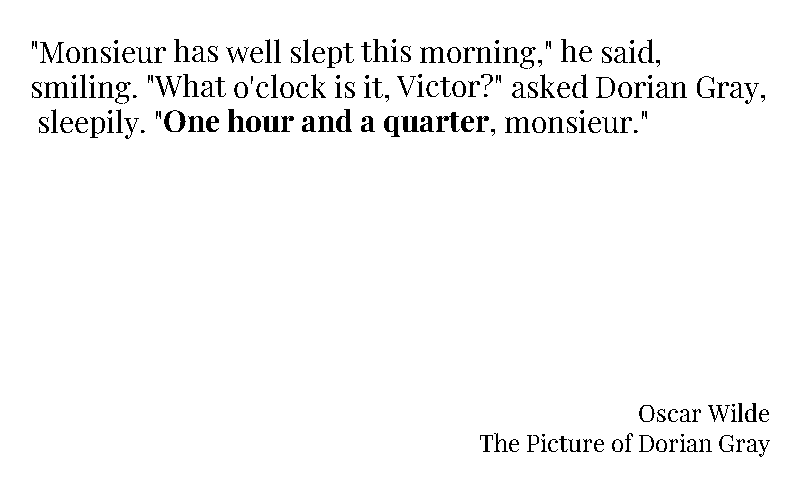 "Monsieur has well slept this morning," he said,
smiling. "What o'clock is it, Victor?" asked Dorian Gray,
sleepily. "One hour and a quarter, monsieur."
Oscar Wilde
The Picture of Dorian Gray